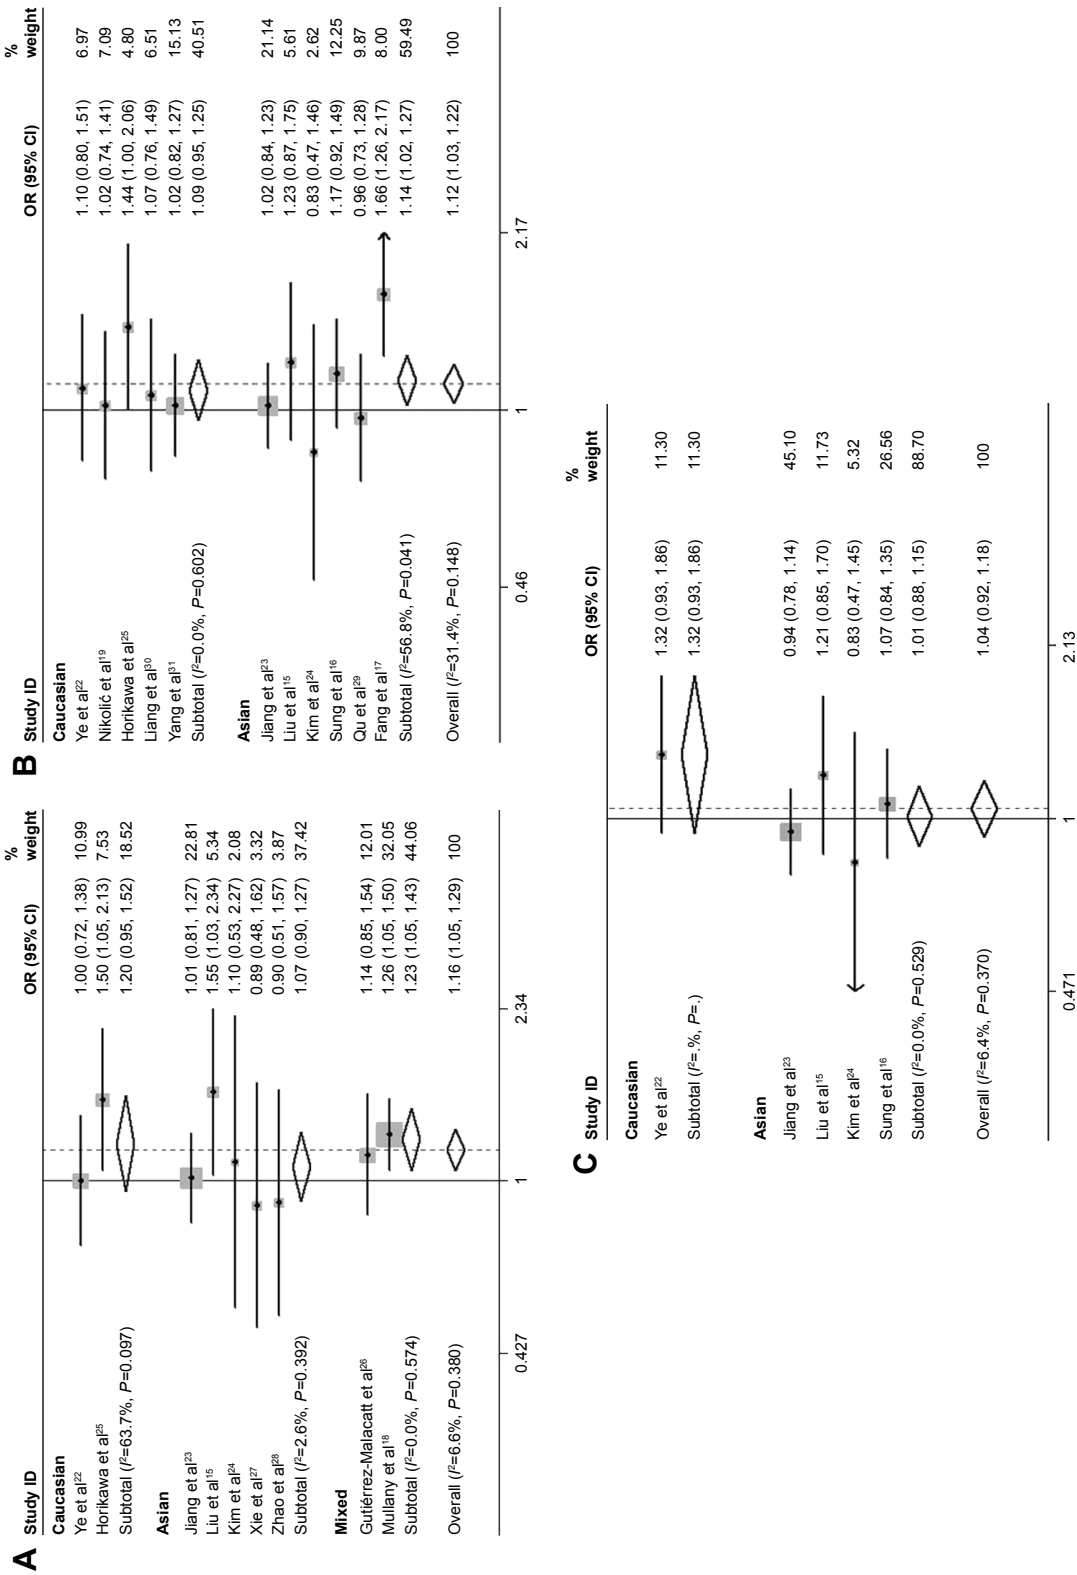 A
Study ID OR (95% CI) % weight
Caucasian
Ye et al22 1.00 (0.72, 1.38) 10.99
Horikawa et al25 1.50 (1.05, 2.13) 7.53
Subtotal (I2=63.7%, P=0.097) 1.20 (0.95, 1.52) 18.52
Asian
Jiang et al23 1.01 (0.81, 1.27) 22.81
Liu et al15 1.55 (1.03, 2.34) 5.34
Kim et al24 1.10 (0.53, 2.27) 2.08
Xie et al27 0.89 (0.48, 1.62) 3.32
Zhao et al28 0.90 (0.51, 1.57) 3.87
Subtotal (I2=2.6%, P=0.392) 1.07 (0.90, 1.27) 37.42
Mixed
Gutiérrez-Malacatt et al26 1.14 (0.85, 1.54) 12.01
Mullany et al18 1.26 (1.05, 1.50) 32.05
Subtotal (I2=0.0%, P=0.574) 1.23 (1.05, 1.43) 44.06
Overall (I2=6.6%, P=0.380) 1.16 (1.05, 1.29) 100
0.427 1 2.34
B
Study ID OR (95% CI) % weight
Caucasian
Ye et al22 1.10 (0.80, 1.51) 6.97
Nikolić et al19 1.02 (0.74, 1.41) 7.09
Horikawa et al25 1.44 (1.00, 2.06) 4.80
Liang et al30 1.07 (0.76, 1.49) 6.51
Yang et al31 1.02 (0.82, 1.27) 15.13
Subtotal (I2=0.0%, P=0.602) 1.09 (0.95, 1.25) 40.51
Asian
Jiang et al23 1.02 (0.84, 1.23) 21.14
Liu et al15 1.23 (0.87, 1.75) 5.61
Kim et al24 0.83 (0.47, 1.46) 2.62
Sung et al16 1.17 (0.92, 1.49) 12.25
Qu et al29 0.96 (0.73, 1.28) 9.87
Fang et al17 1.66 (1.26, 2.17) 8.00
Subtotal (I2=56.8%, P=0.041) 1.14 (1.02, 1.27) 59.49
Overall (I2=31.4%, P=0.148) 1.12 (1.03, 1.22) 100
0.46 1 2.17
C
Study ID OR (95% CI) % weight
Caucasian
Ye et al22 1.32 (0.93, 1.86) 11.30
Subtotal (I2=.%, P=.) 1.32 (0.93, 1.86) 11.30
Asian
Jiang et al23 0.94 (0.78, 1.14) 45.10
Liu et al15 1.21 (0.85, 1.70) 11.73
Kim et al24 0.83 (0.47, 1.45) 5.32
Sung et al16 1.07 (0.84, 1.35) 26.56
Subtotal (I2=0.0%, P=0.529) 1.01 (0.88, 1.15) 88.70
Overall (I2=6.4%, P=0.370) 1.04 (0.92, 1.18) 100
0.471 1 2.13